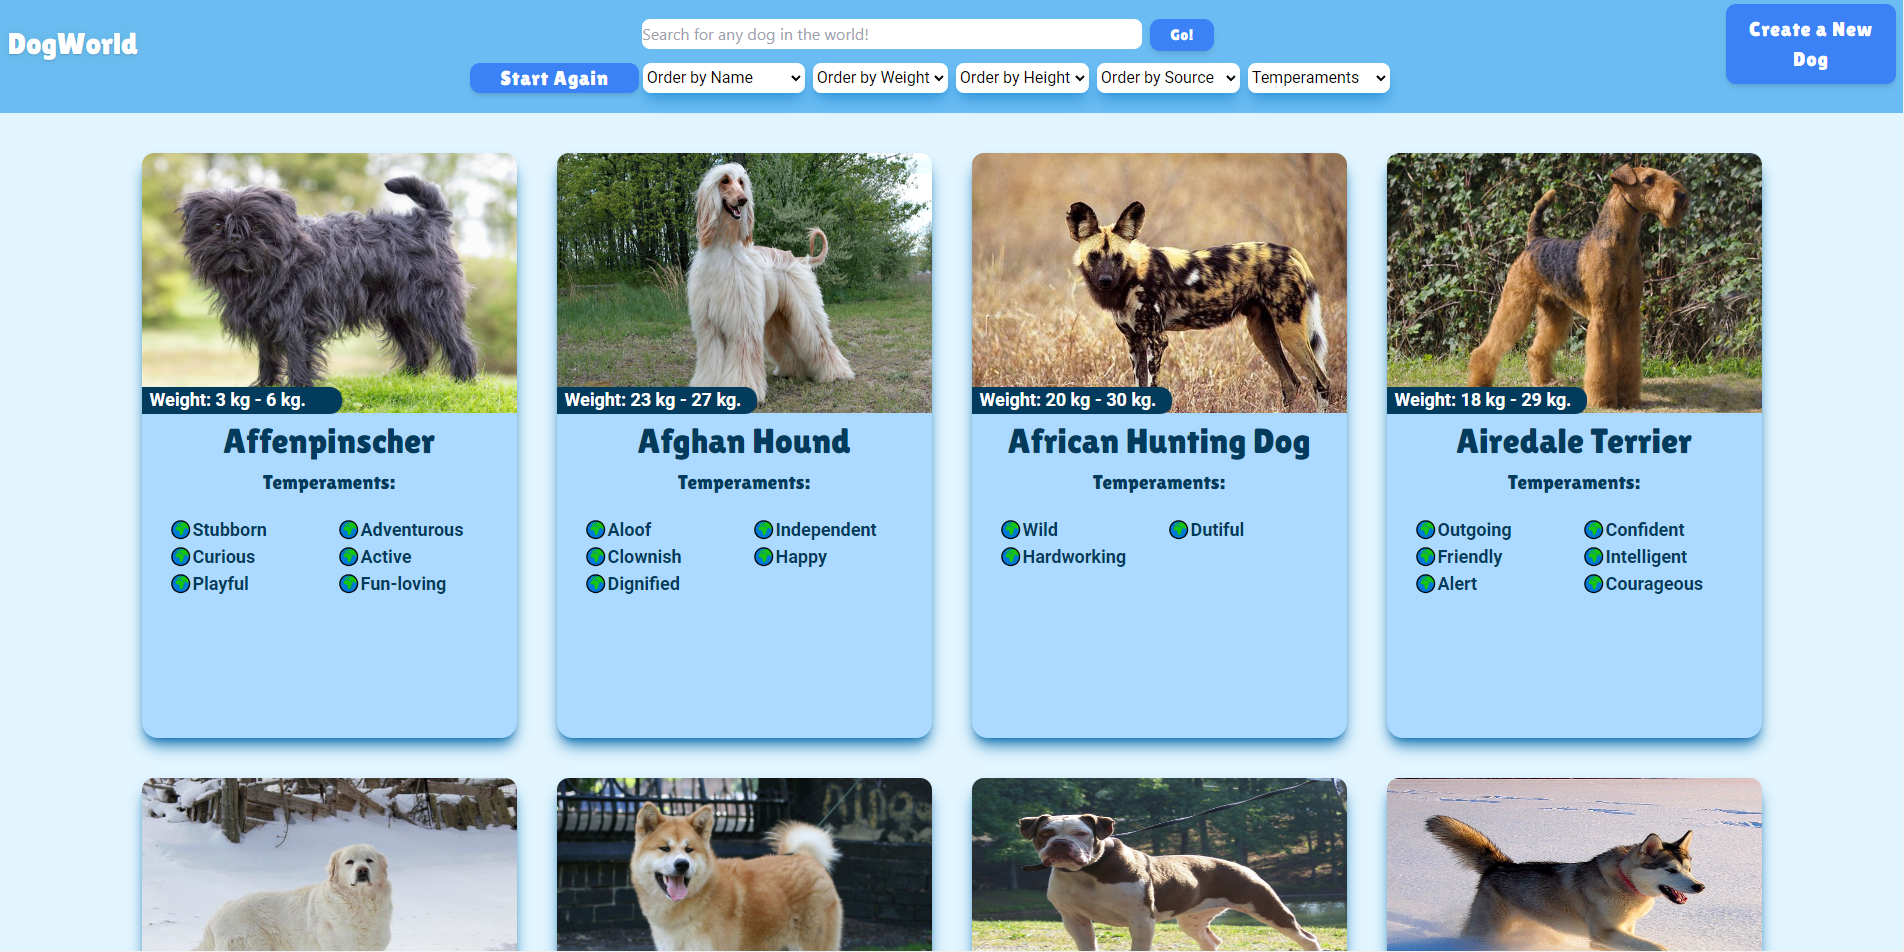 DogWorld
Search for any dog in the world!
Go!
Create a New
Dog
Start Again
Order by Name
Order by Weight
Order by Height
Order by Source
Temperaments
Weight: 3 kg - 6 kg.
Affenpinscher
Temperaments:
Stubborn
Adventurous
Curious
Active
Playful
Fun-loving
Weight: 23 kg - 27 kg.
Afghan Hound
Temperaments:
Aloof
Independent
Clownish
Happy
Dignified
Weight: 20 kg - 30 kg.
African Hunting Dog
Temperaments:
Wild
Dutiful
Hardworking
Weight: 18 kg - 29 kg.
Airedale Terrier
Temperaments:
Outgoing
Confident
Friendly
Intelligent
Alert
Courageous